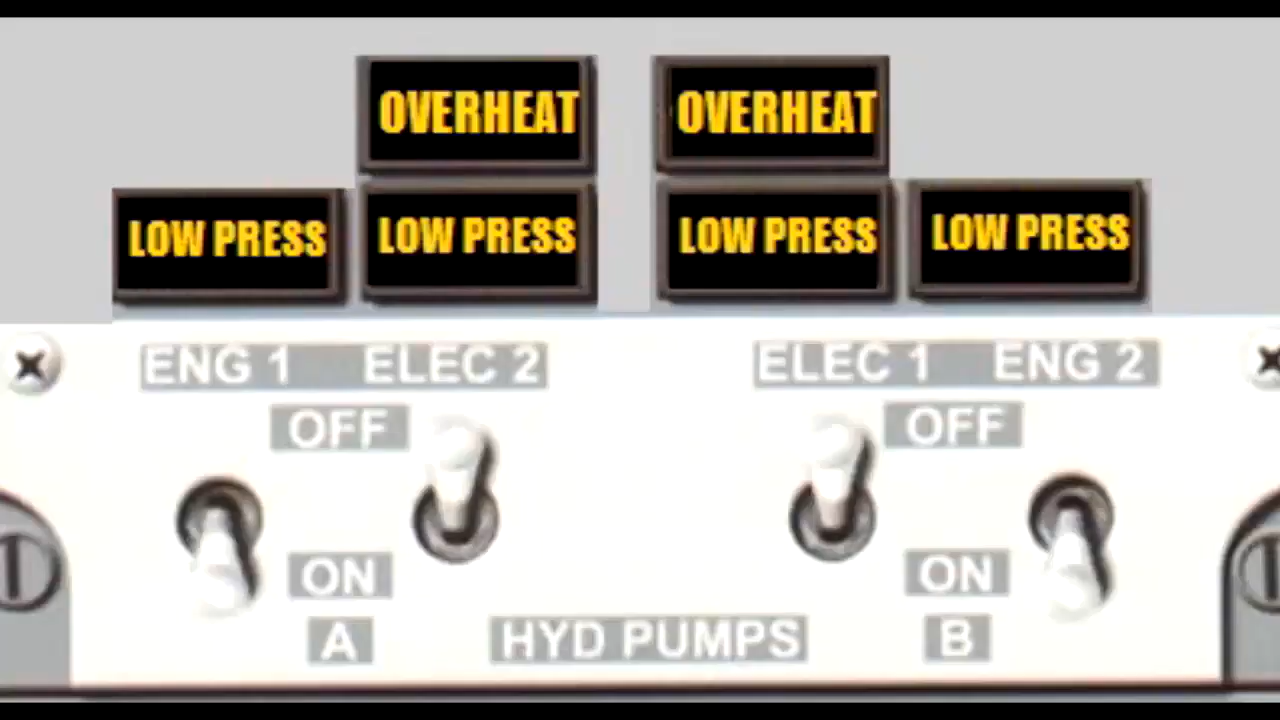 OVERHEAT OVERHEAT
LOW PRESS LOW PRESS LOW PRESS LOW PRESS
ENG 1 ELEC 2 ELEC 1 ENG 2
OFF OFF
ON ON
A HYD PUMPS B